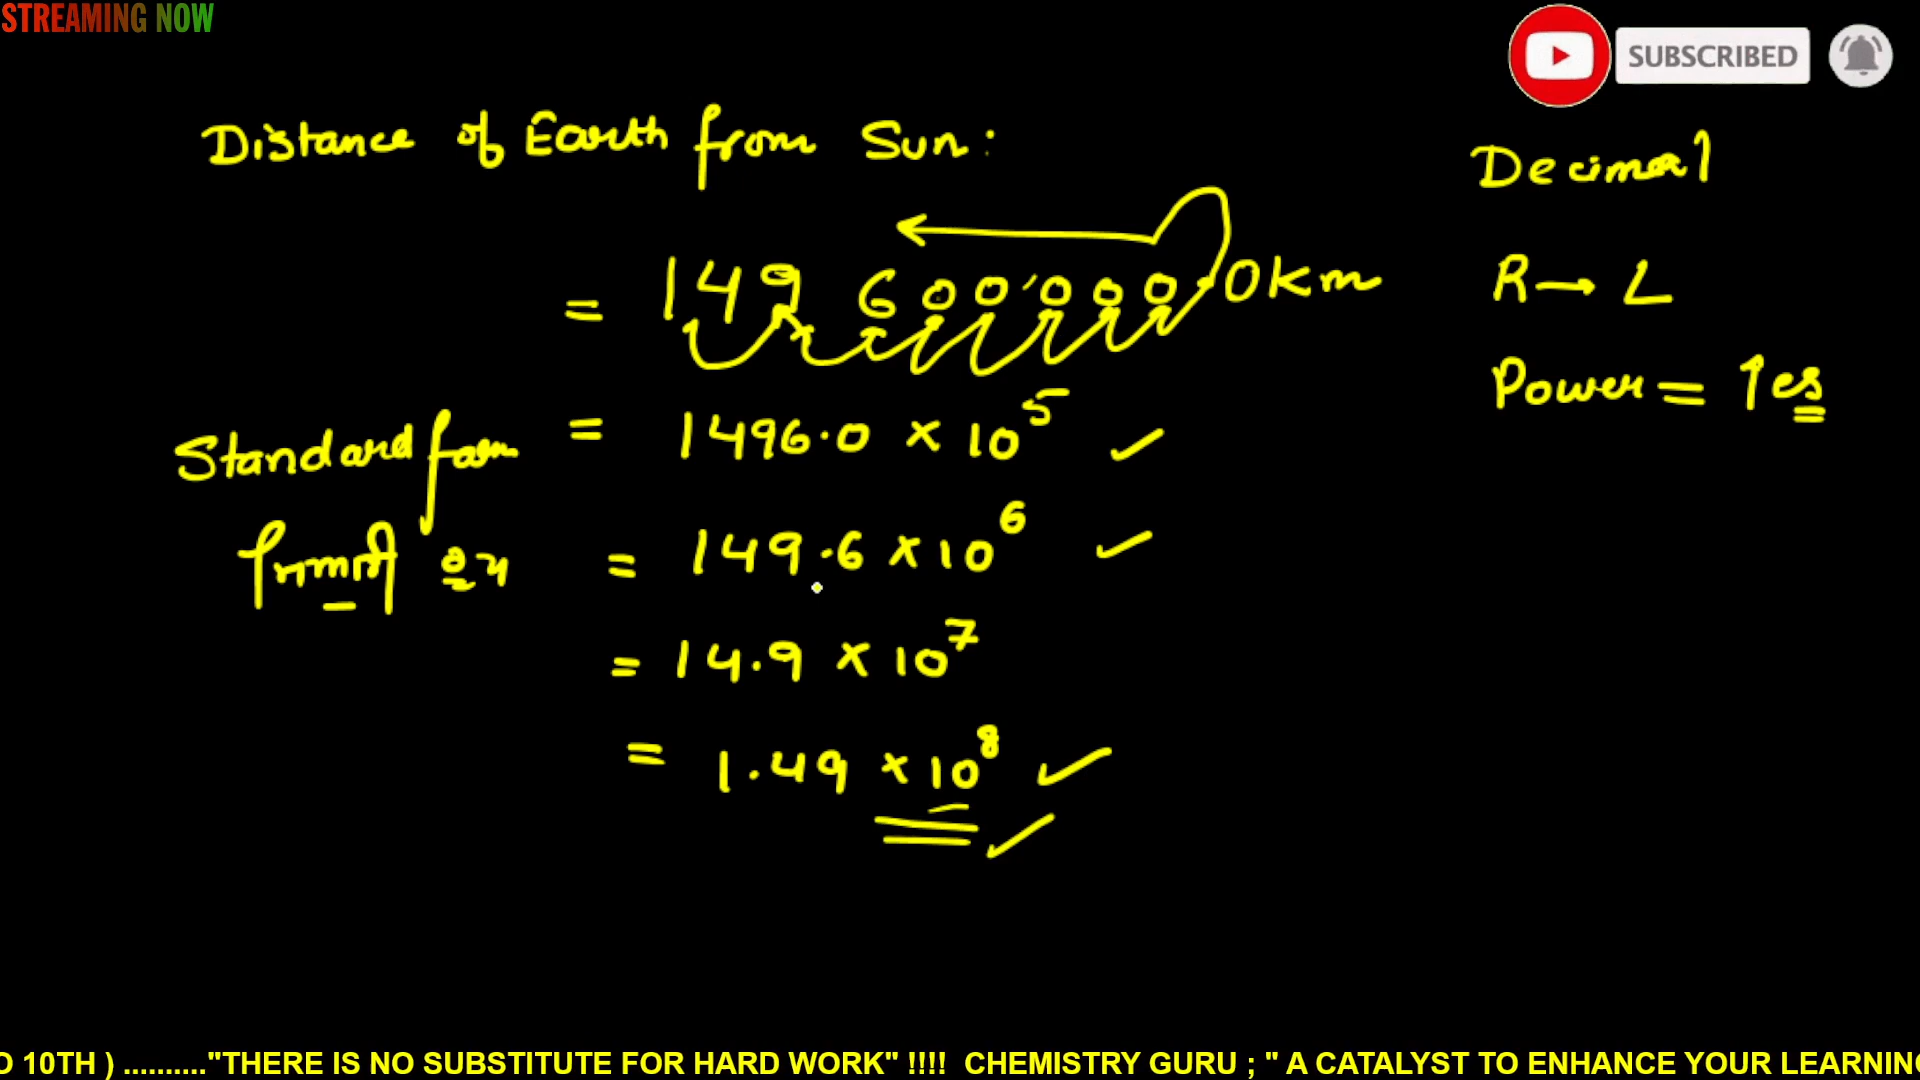 STREAMING NOW
SUBSCRIBED
Distance of Earth from Sun:
= 149 600'000.0km
= 1496.0 × 10⁵ ✓
Standard form
= 149.6 × 10⁶ ✓
= 14.9 × 10⁷
= 1.49 × 10⁸ ✓
✓
Decimal
R → L
Power = ↑es
O 10TH ) .........."THERE IS NO SUBSTITUTE FOR HARD WORK" !!!! CHEMISTRY GURU ; " A CATALYST TO ENHANCE YOUR LEARNING